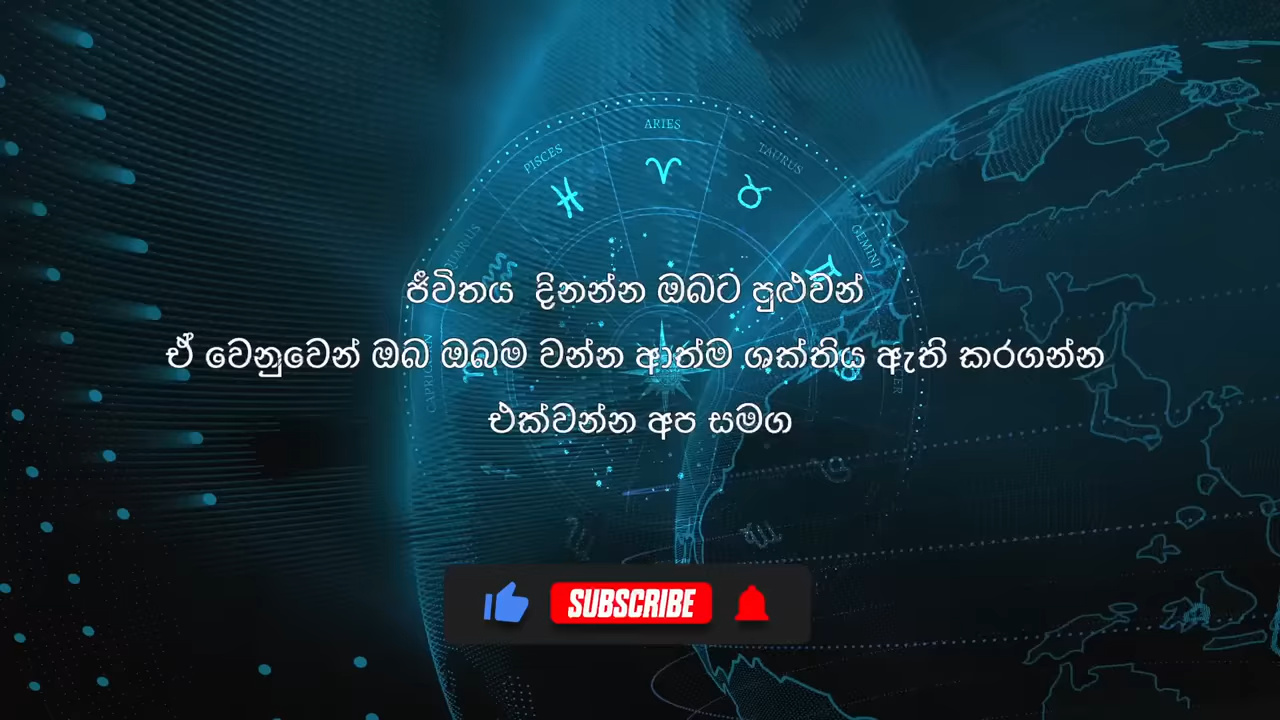 ARIES
PISCES
TAURUS
GEMINI
ජීවිතය දිනන්න ඔබට පුළුවන්
ඒ වෙනුවෙන් ඔබ ඔබම වන්න ආත්ම ශක්තිය ඇති කරගන්න
එක්වන්න අප සමග
SUBSCRIBE